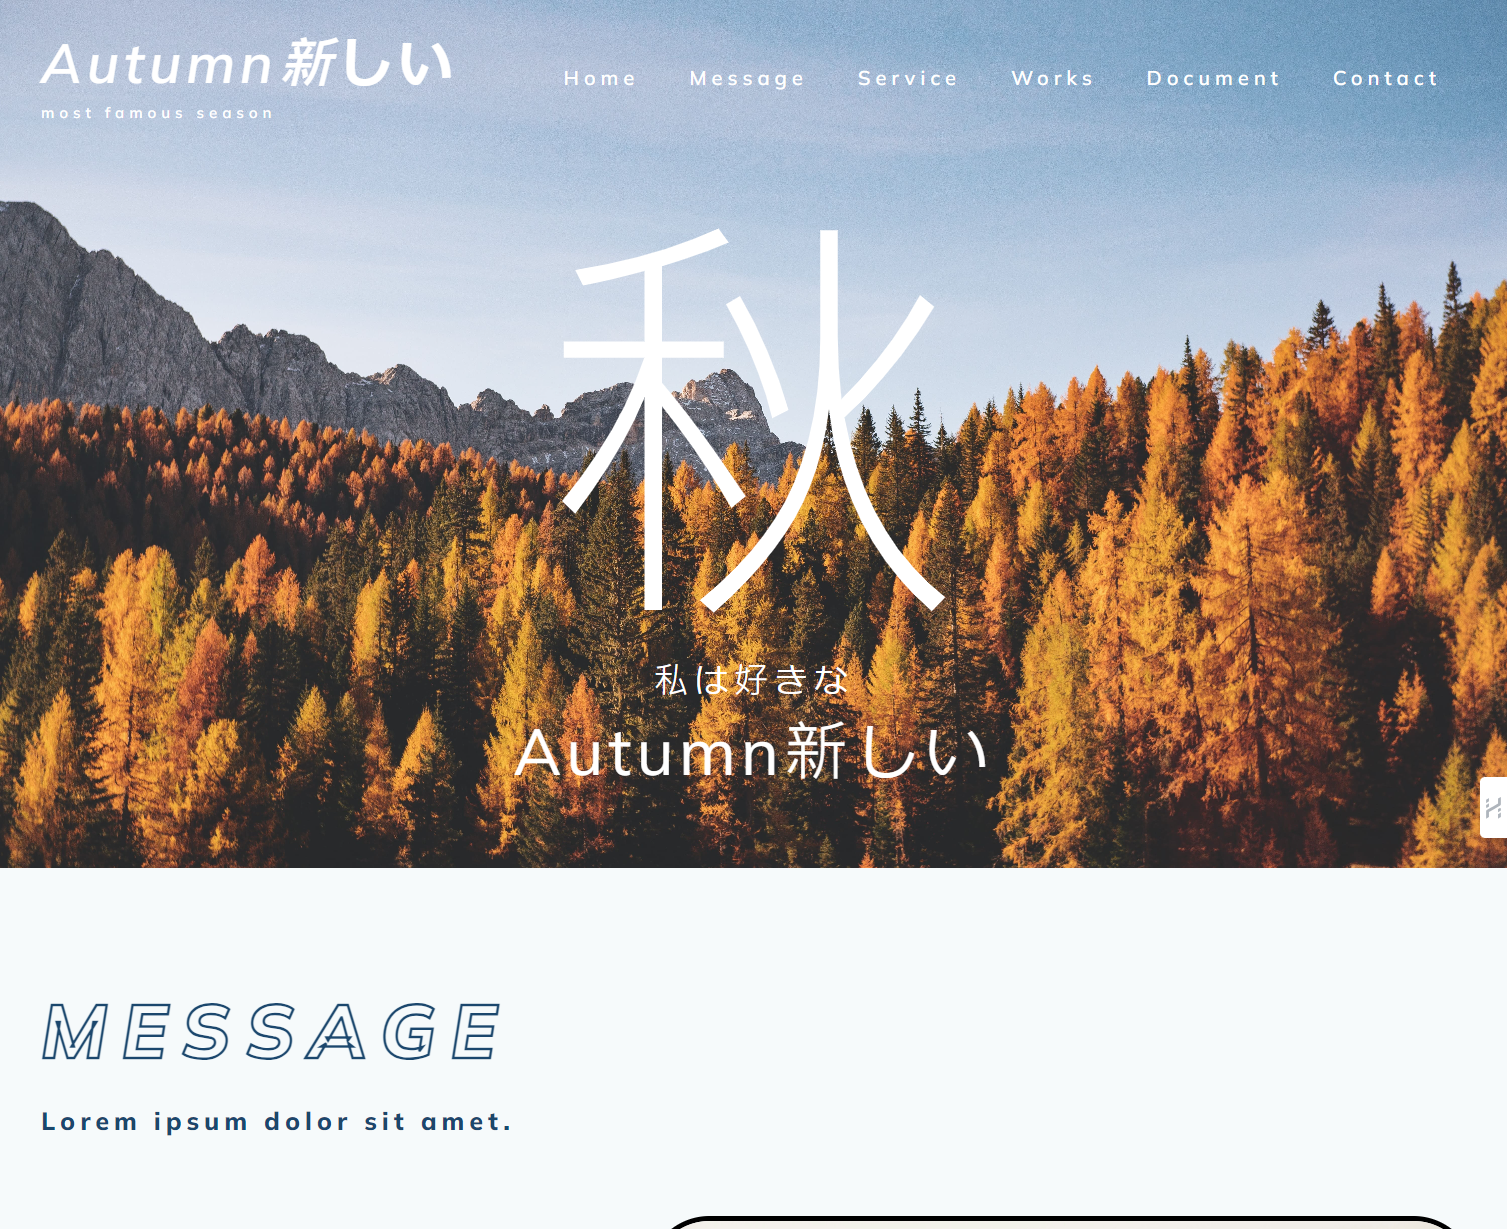 Autumn新しい
most famous season
Home Message Service Works Document Contact
秋
私は好きな
Autumn新しい
MESSAGE
Lorem ipsum dolor sit amet.